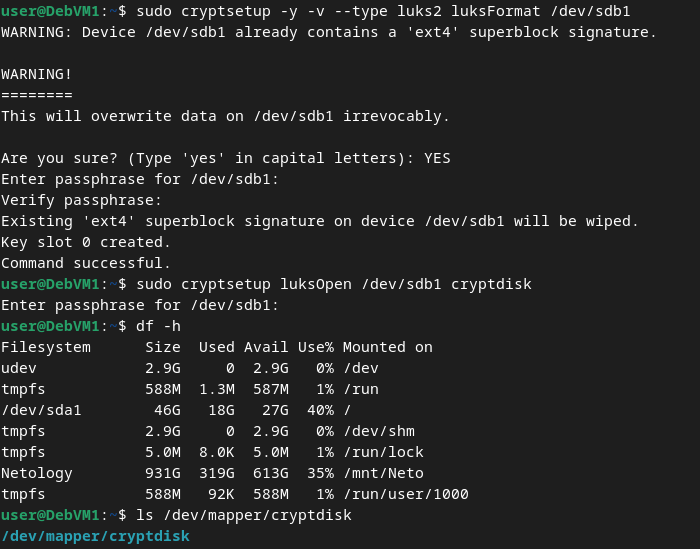 user@DebVM1:~$ sudo cryptsetup -y -v --type luks2 luksFormat /dev/sdb1
WARNING: Device /dev/sdb1 already contains a 'ext4' superblock signature.
WARNING!
========
This will overwrite data on /dev/sdb1 irrevocably.
Are you sure? (Type 'yes' in capital letters): YES
Enter passphrase for /dev/sdb1:
Verify passphrase:
Existing 'ext4' superblock signature on device /dev/sdb1 will be wiped.
Key slot 0 created.
Command successful.
user@DebVM1:~$ sudo cryptsetup luksOpen /dev/sdb1 cryptdisk
Enter passphrase for /dev/sdb1:
user@DebVM1:~$ df -h
Filesystem      Size  Used Avail Use% Mounted on
udev            2.9G     0  2.9G   0% /dev
tmpfs           588M  1.3M  587M   1% /run
/dev/sda1        46G   18G   27G  40% /
tmpfs           2.9G     0  2.9G   0% /dev/shm
tmpfs           5.0M  8.0K  5.0M   1% /run/lock
Netology        931G  319G  613G  35% /mnt/Neto
tmpfs           588M   92K  588M   1% /run/user/1000
user@DebVM1:~$ ls /dev/mapper/cryptdisk
/dev/mapper/cryptdisk